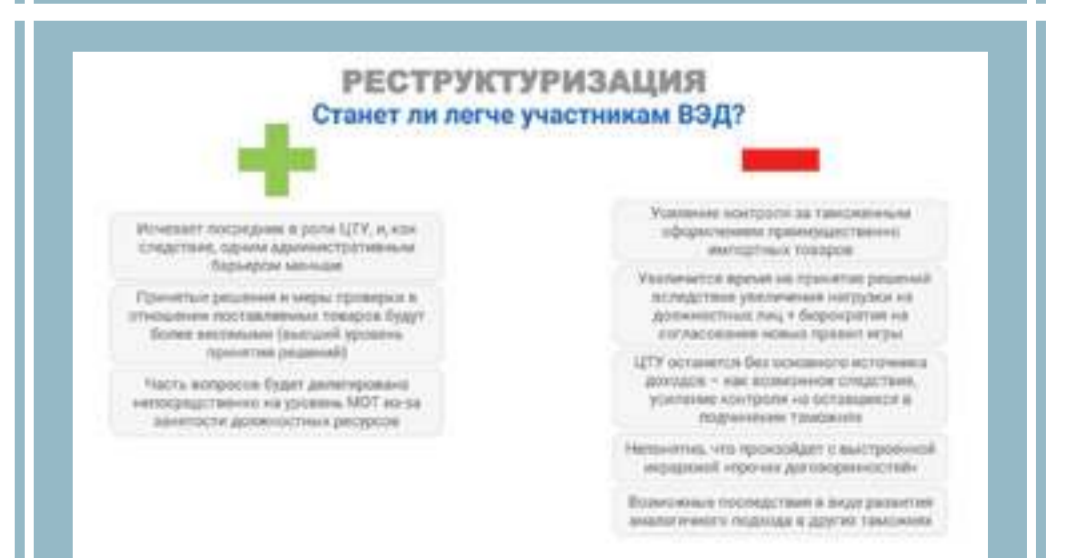 РЕСТРУКТУРИЗАЦИЯ
Станет ли легче участникам ВЭД?
Исчезает посредник в роли ЦТУ, и, как
следствие, одним административным
барьером меньше
Принятые решения и меры проверки в
отношении поставляемых товаров будут
более весомыми (высший уровень
принятия решений)
Часть вопросов будет делегирована
непосредственно на уровень МОТ из-за
занятости должностных ресурсов
Усиление контроля за таможенным
оформлением преимущественно
импортных товаров
Увеличится время на принятие решений
вследствие увеличения нагрузки на
должностных лиц + бюрократия на
согласование новых правил игры
ЦТУ останется без основного источника
доходов – как возможное следствие,
усиление контроля на оставшихся в
подчинении таможнях
Непонятно, что произойдет с выстроенной
иерархией «прочих договоренностей»
Возможные последствия в виде развития
аналогичного подхода в других таможнях